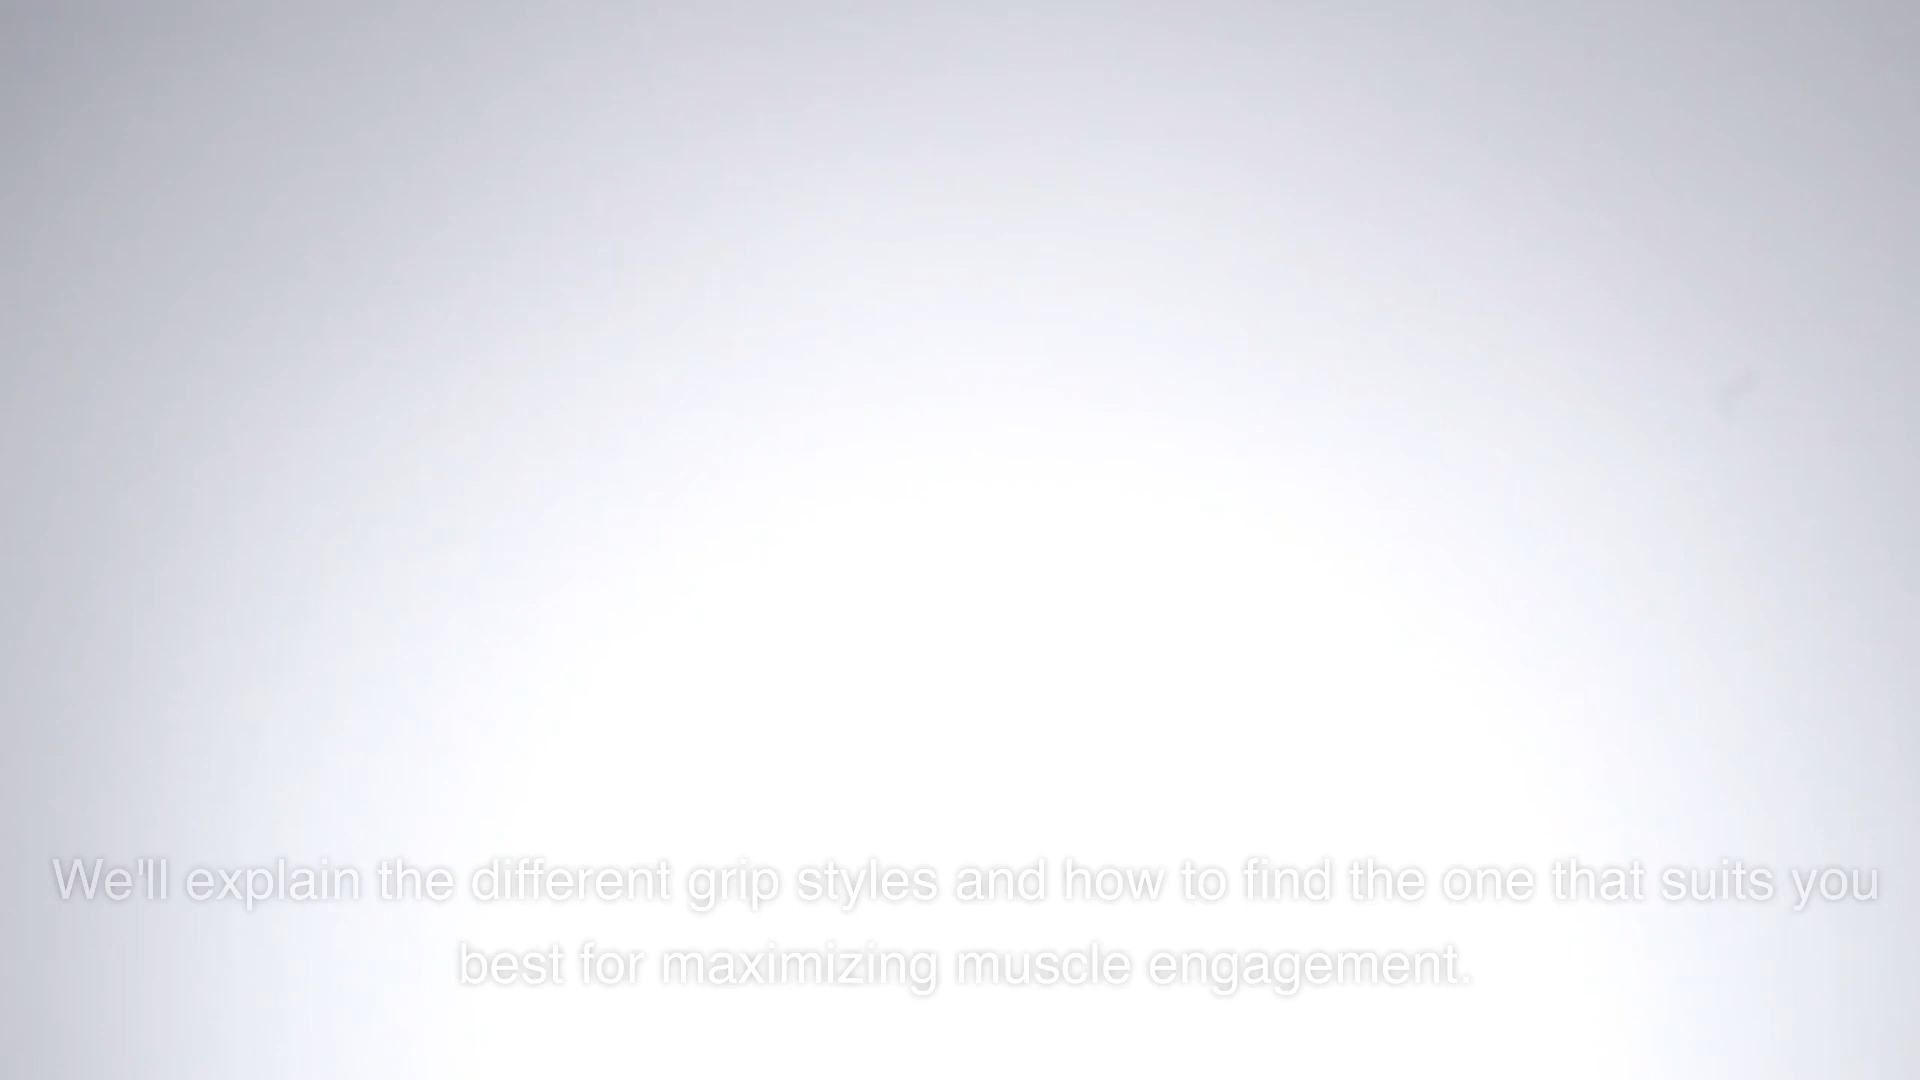 We'll explain the different grip styles and how to find the one that suits you
best for maximizing muscle engagement.